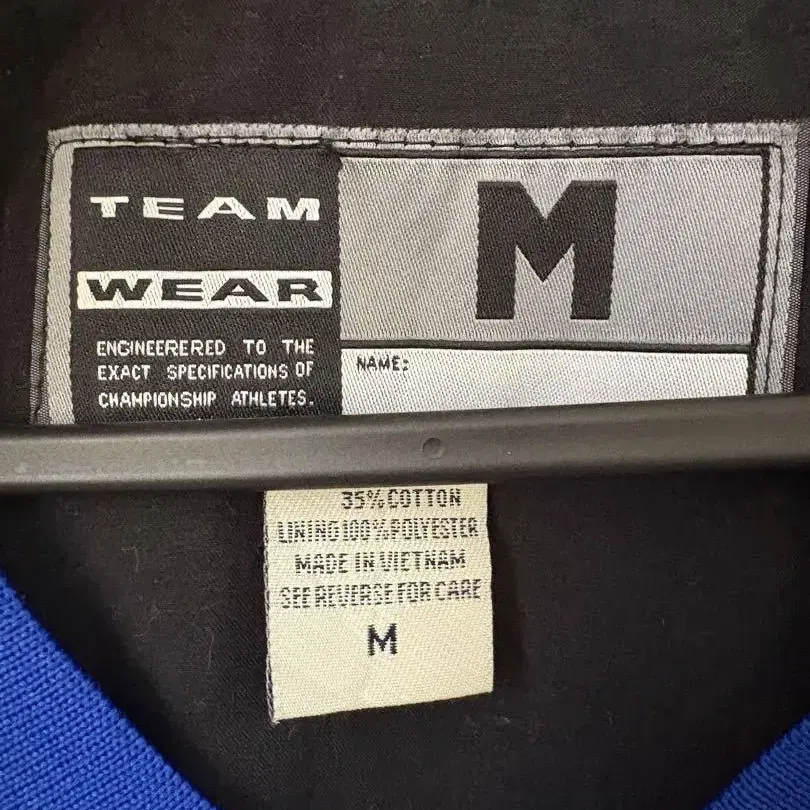 TEAM
WEAR
ENGINEERERED TO THE
EXACT SPECIFICATIONS OF
CHAMPIONSHIP ATHLETES.
M
NAME:
35% COTTON
LINING 100% POLYESTER
MADE IN VIETNAM
SEE REVERSE FOR CARE
M